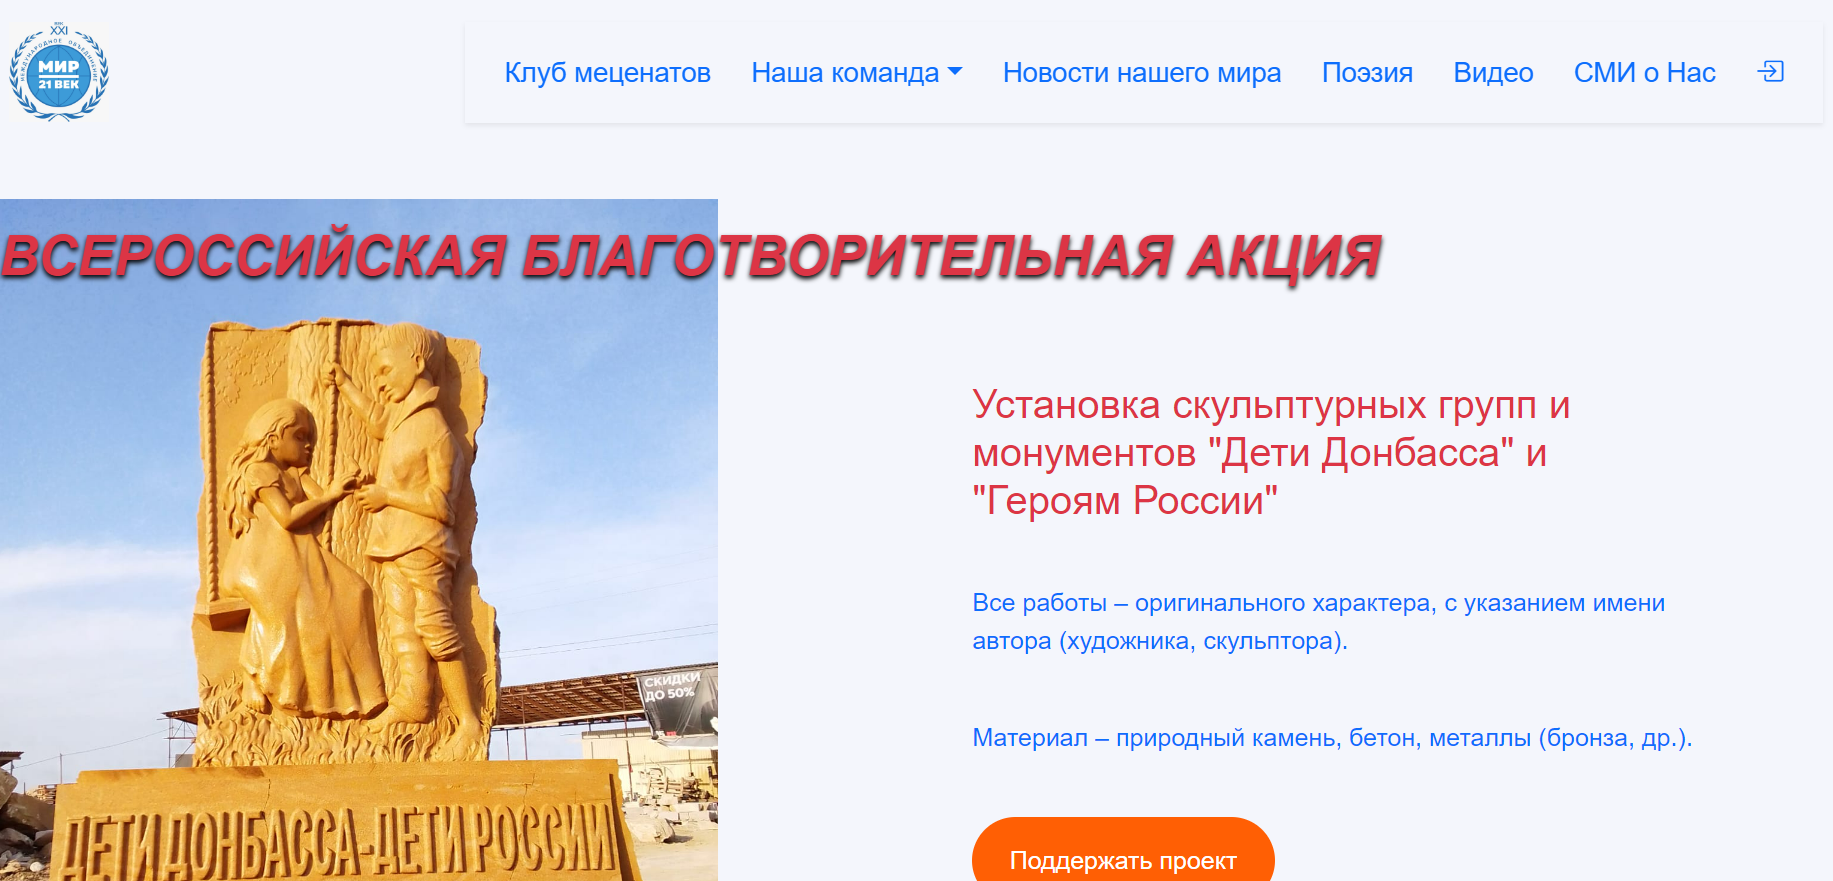 ВЕК
XXI
МЕЖДУНАРОДНОЕ ОБЪЕДИНЕНИЕ
МИР
21 ВЕК
Клуб меценатов
Наша команда
Новости нашего мира
Поэзия
Видео
СМИ о Нас
ВСЕРОССИЙСКАЯ БЛАГОТВОРИТЕЛЬНАЯ АКЦИЯ
Установка скульптурных групп и
монументов "Дети Донбасса" и
"Героям России"
Все работы – оригинального характера, с указанием имени
автора (художника, скульптора).
Материал – природный камень, бетон, металлы (бронза, др.).
Поддержать проект
СКИДКИ
ДО 50%
ДЕТИ ДОНБАССА-ДЕТИ РОССИИ